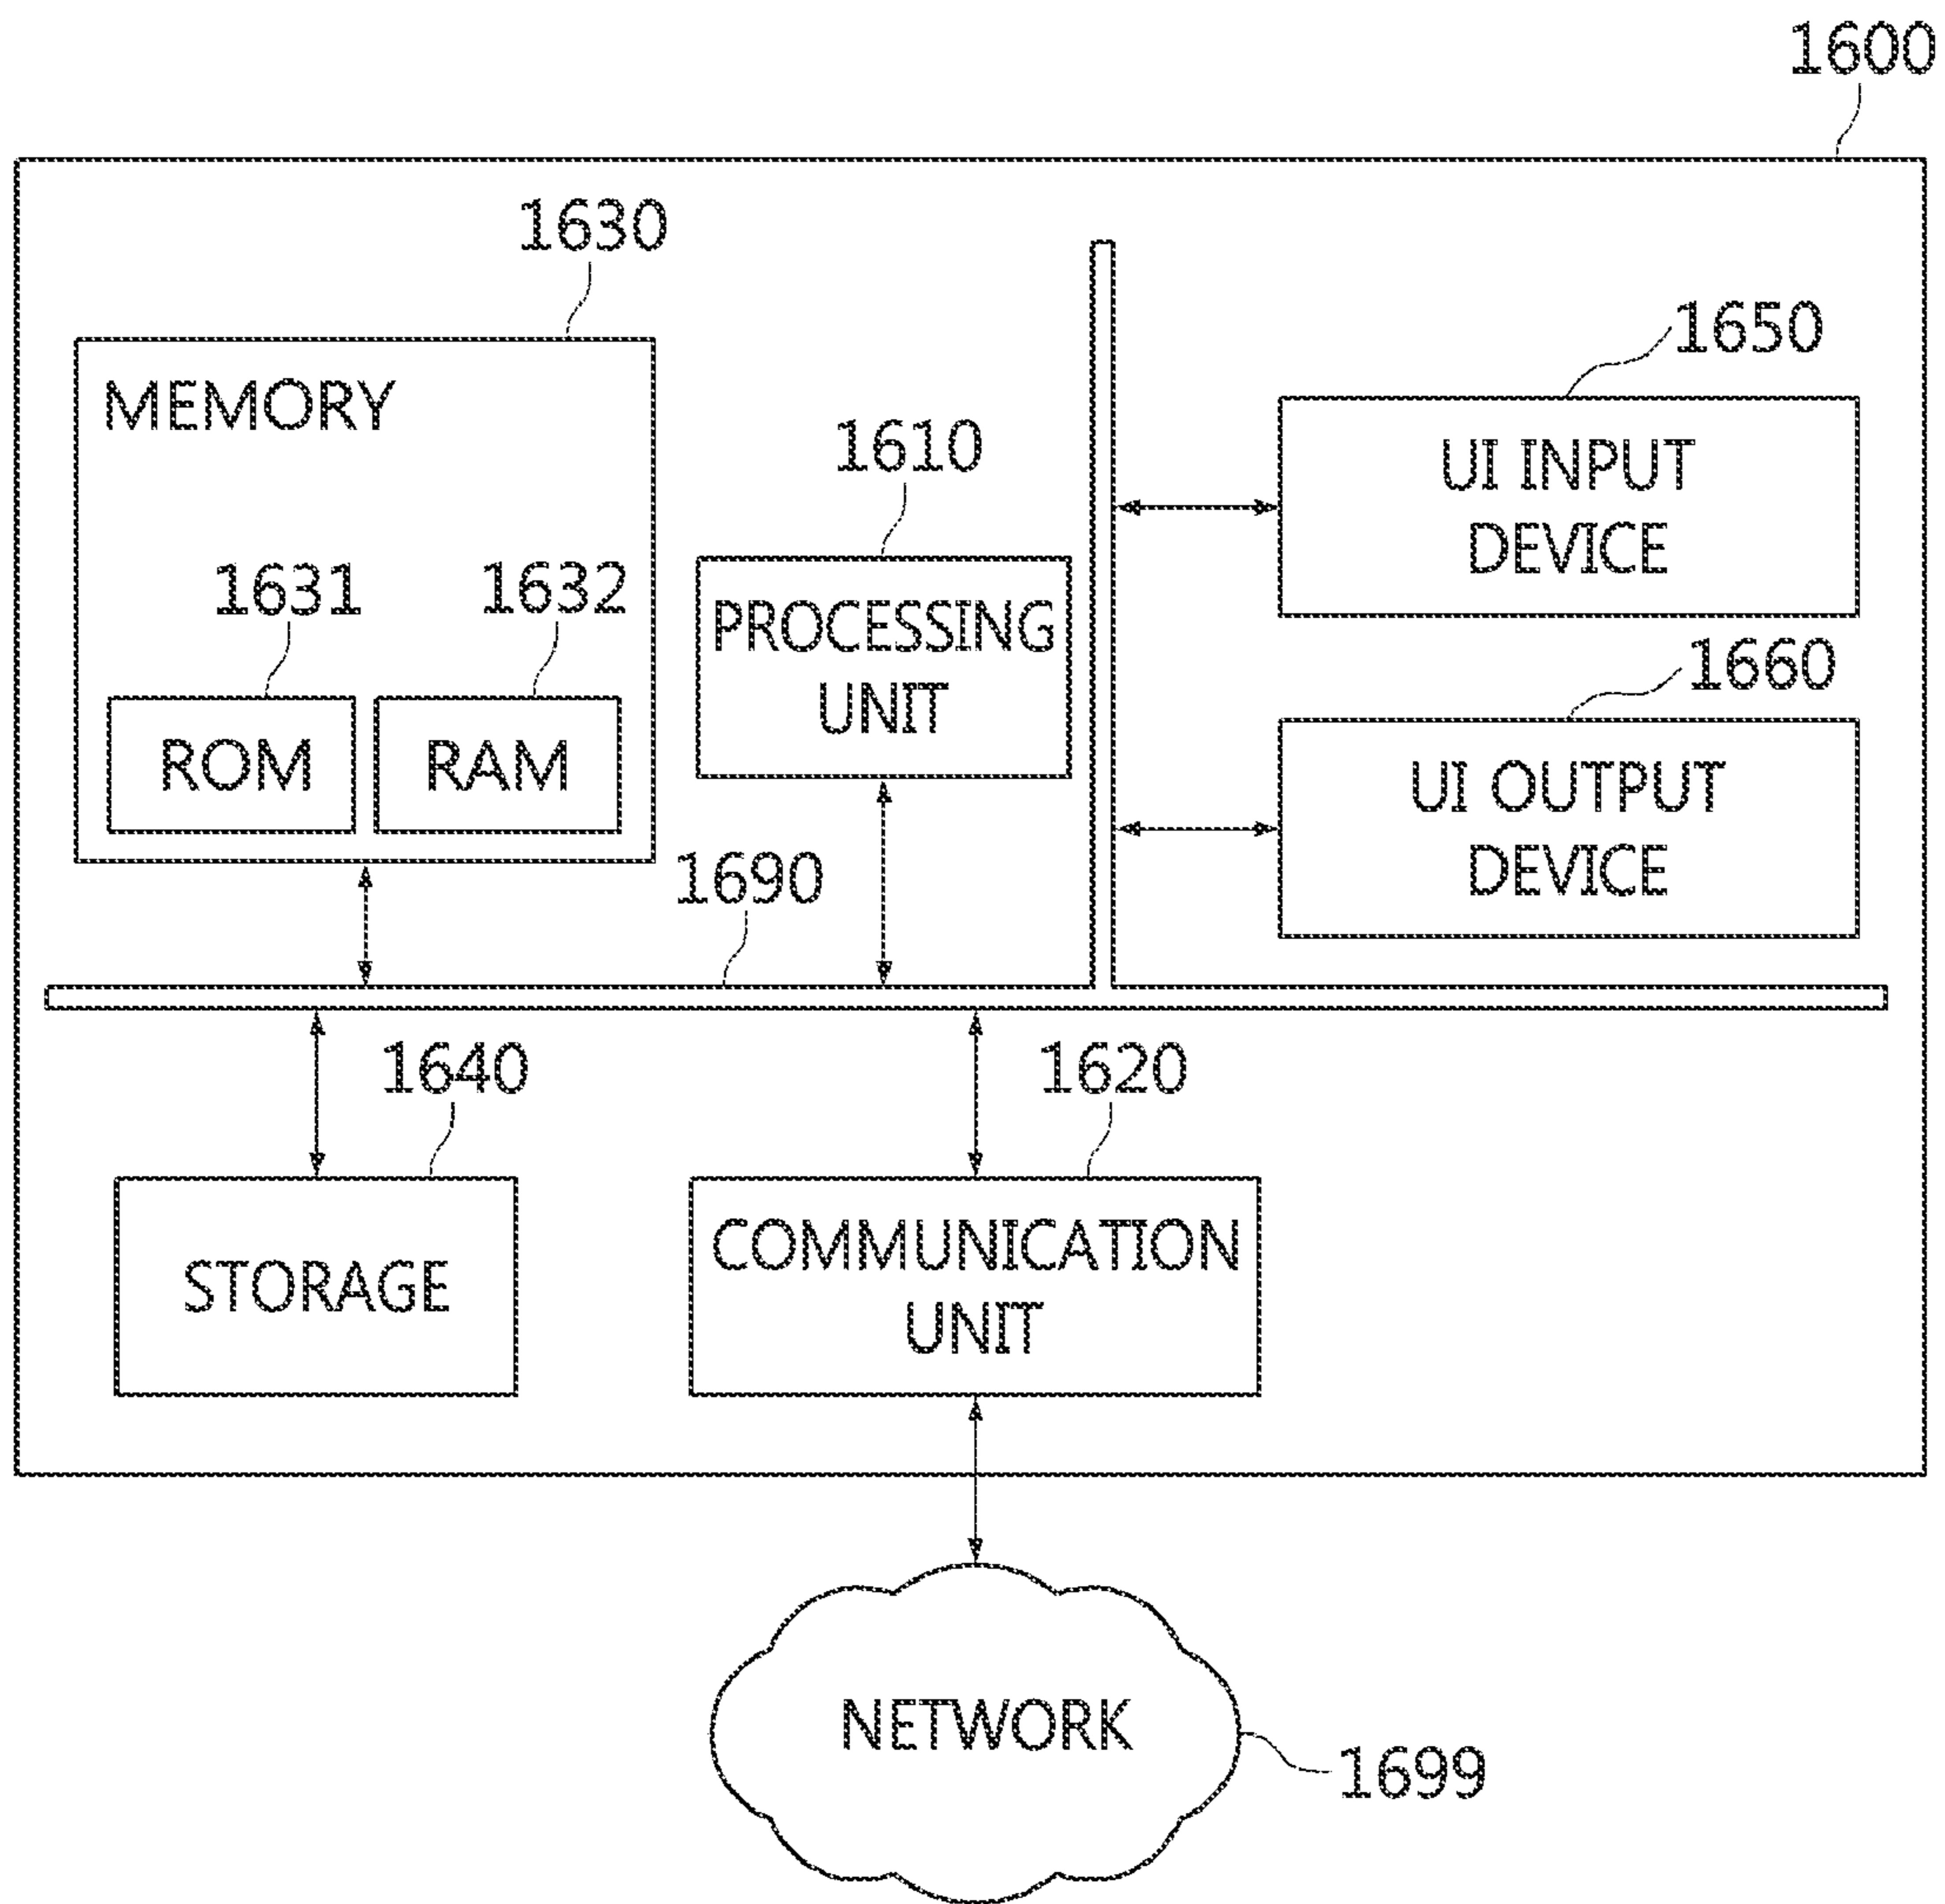 1600
1630
MEMORY
1650
UI INPUT
DEVICE
1610
PROCESSING
UNIT
1631
1632
ROM
RAM
1660
UI OUTPUT
DEVICE
1690
1640
STORAGE
1620
COMMUNICATION
UNIT
NETWORK
1699